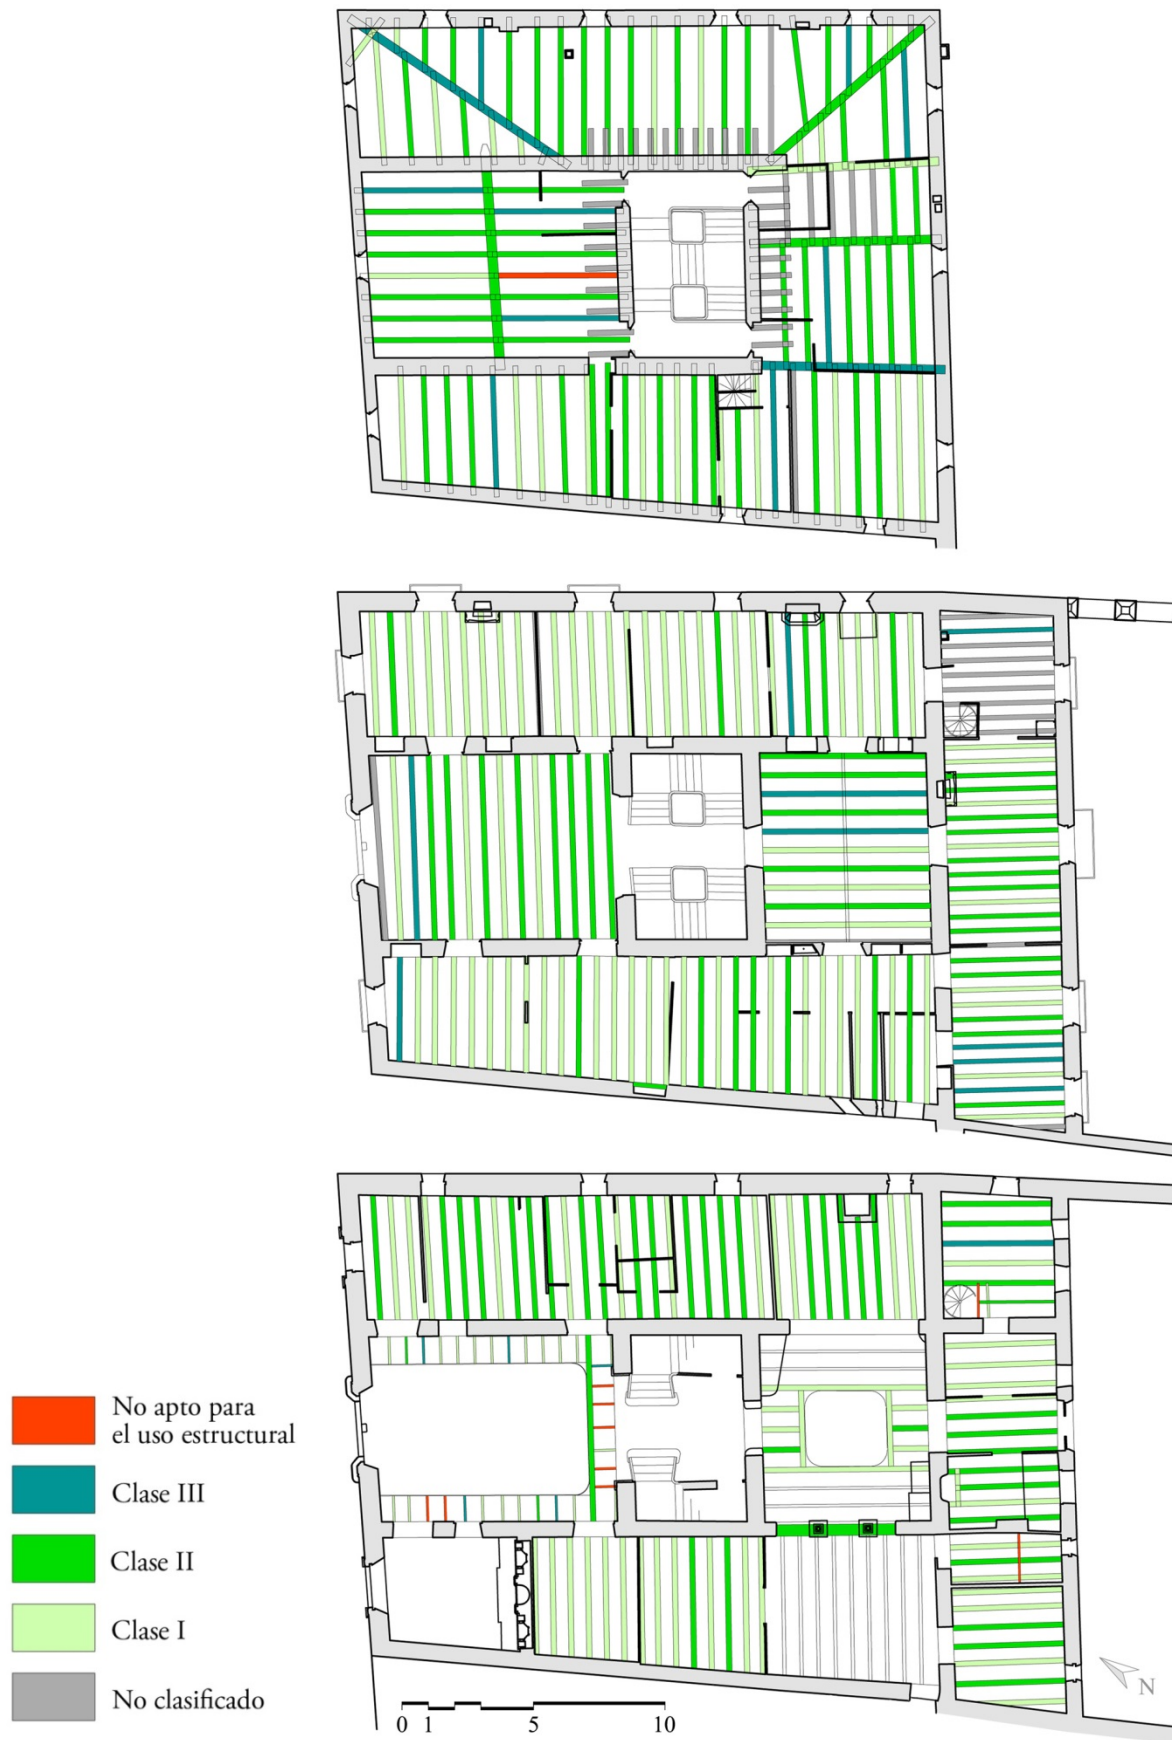 No apto para
el uso estructural
Clase III
Clase II
Clase I
No clasificado
0 1 5 10
N